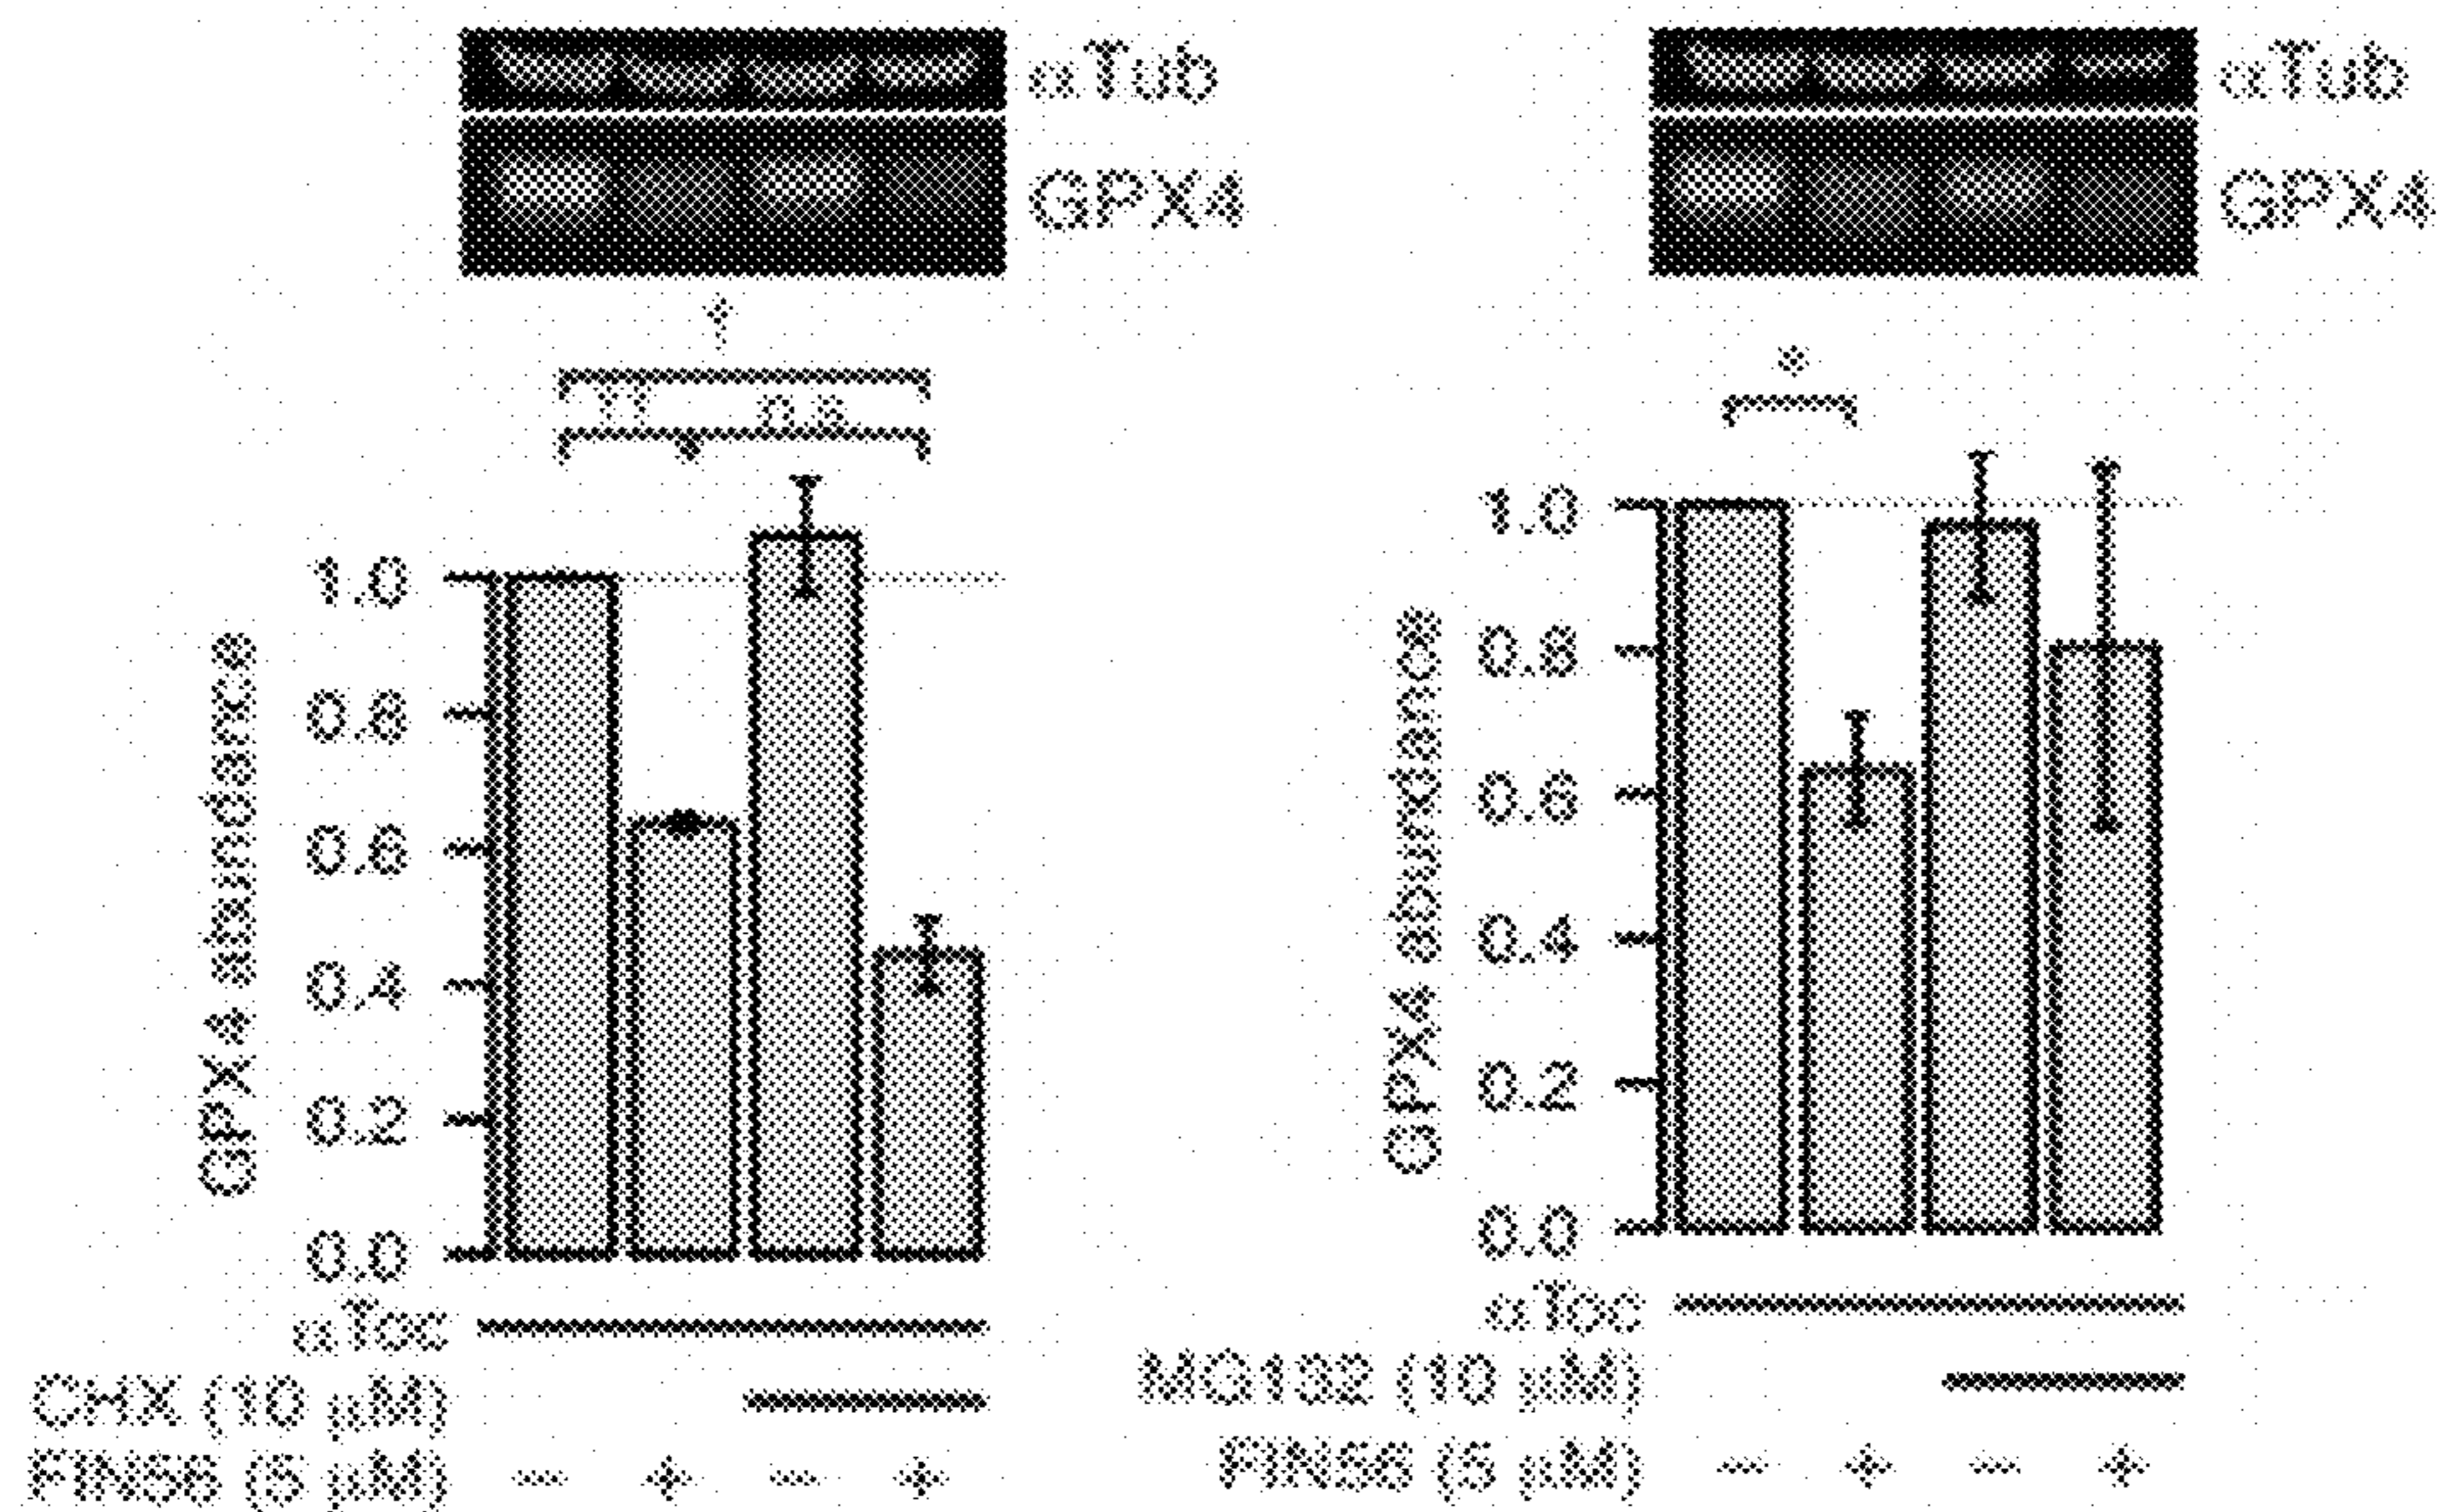 αTub
GPX4
†
††
n.s.
1.0
0.8
0.6
0.4
0.2
0.0
GPX4 abundance
αToc
CHX (10 μM)
FIN56 (5 μM) − + − +
αTub
GPX4
*
1.0
0.8
0.6
0.4
0.2
0.0
GPX4 abundance
αToc
MG132 (10 μM)
FIN56 (5 μM) − + − +